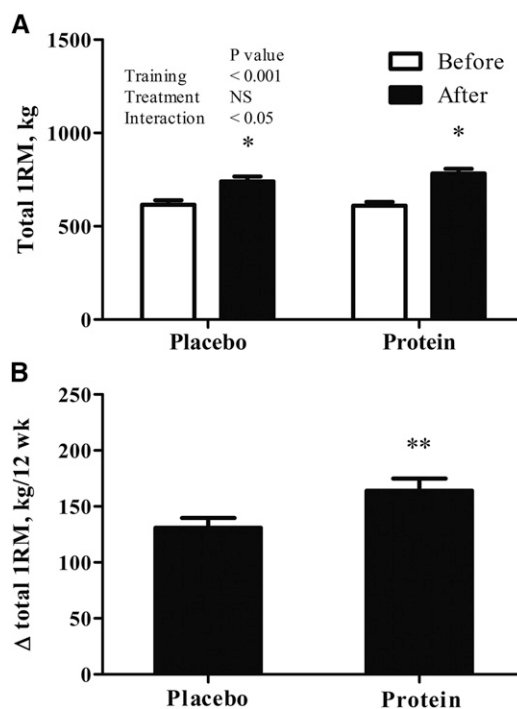 A
1500
1000
500
0
Total 1RM, kg
P value
Training < 0.001
Treatment NS
Interaction < 0.05
Before
After
*
*
Placebo Protein
B
250
200
150
100
50
0
Δ total 1RM, kg/12 wk
**
Placebo Protein